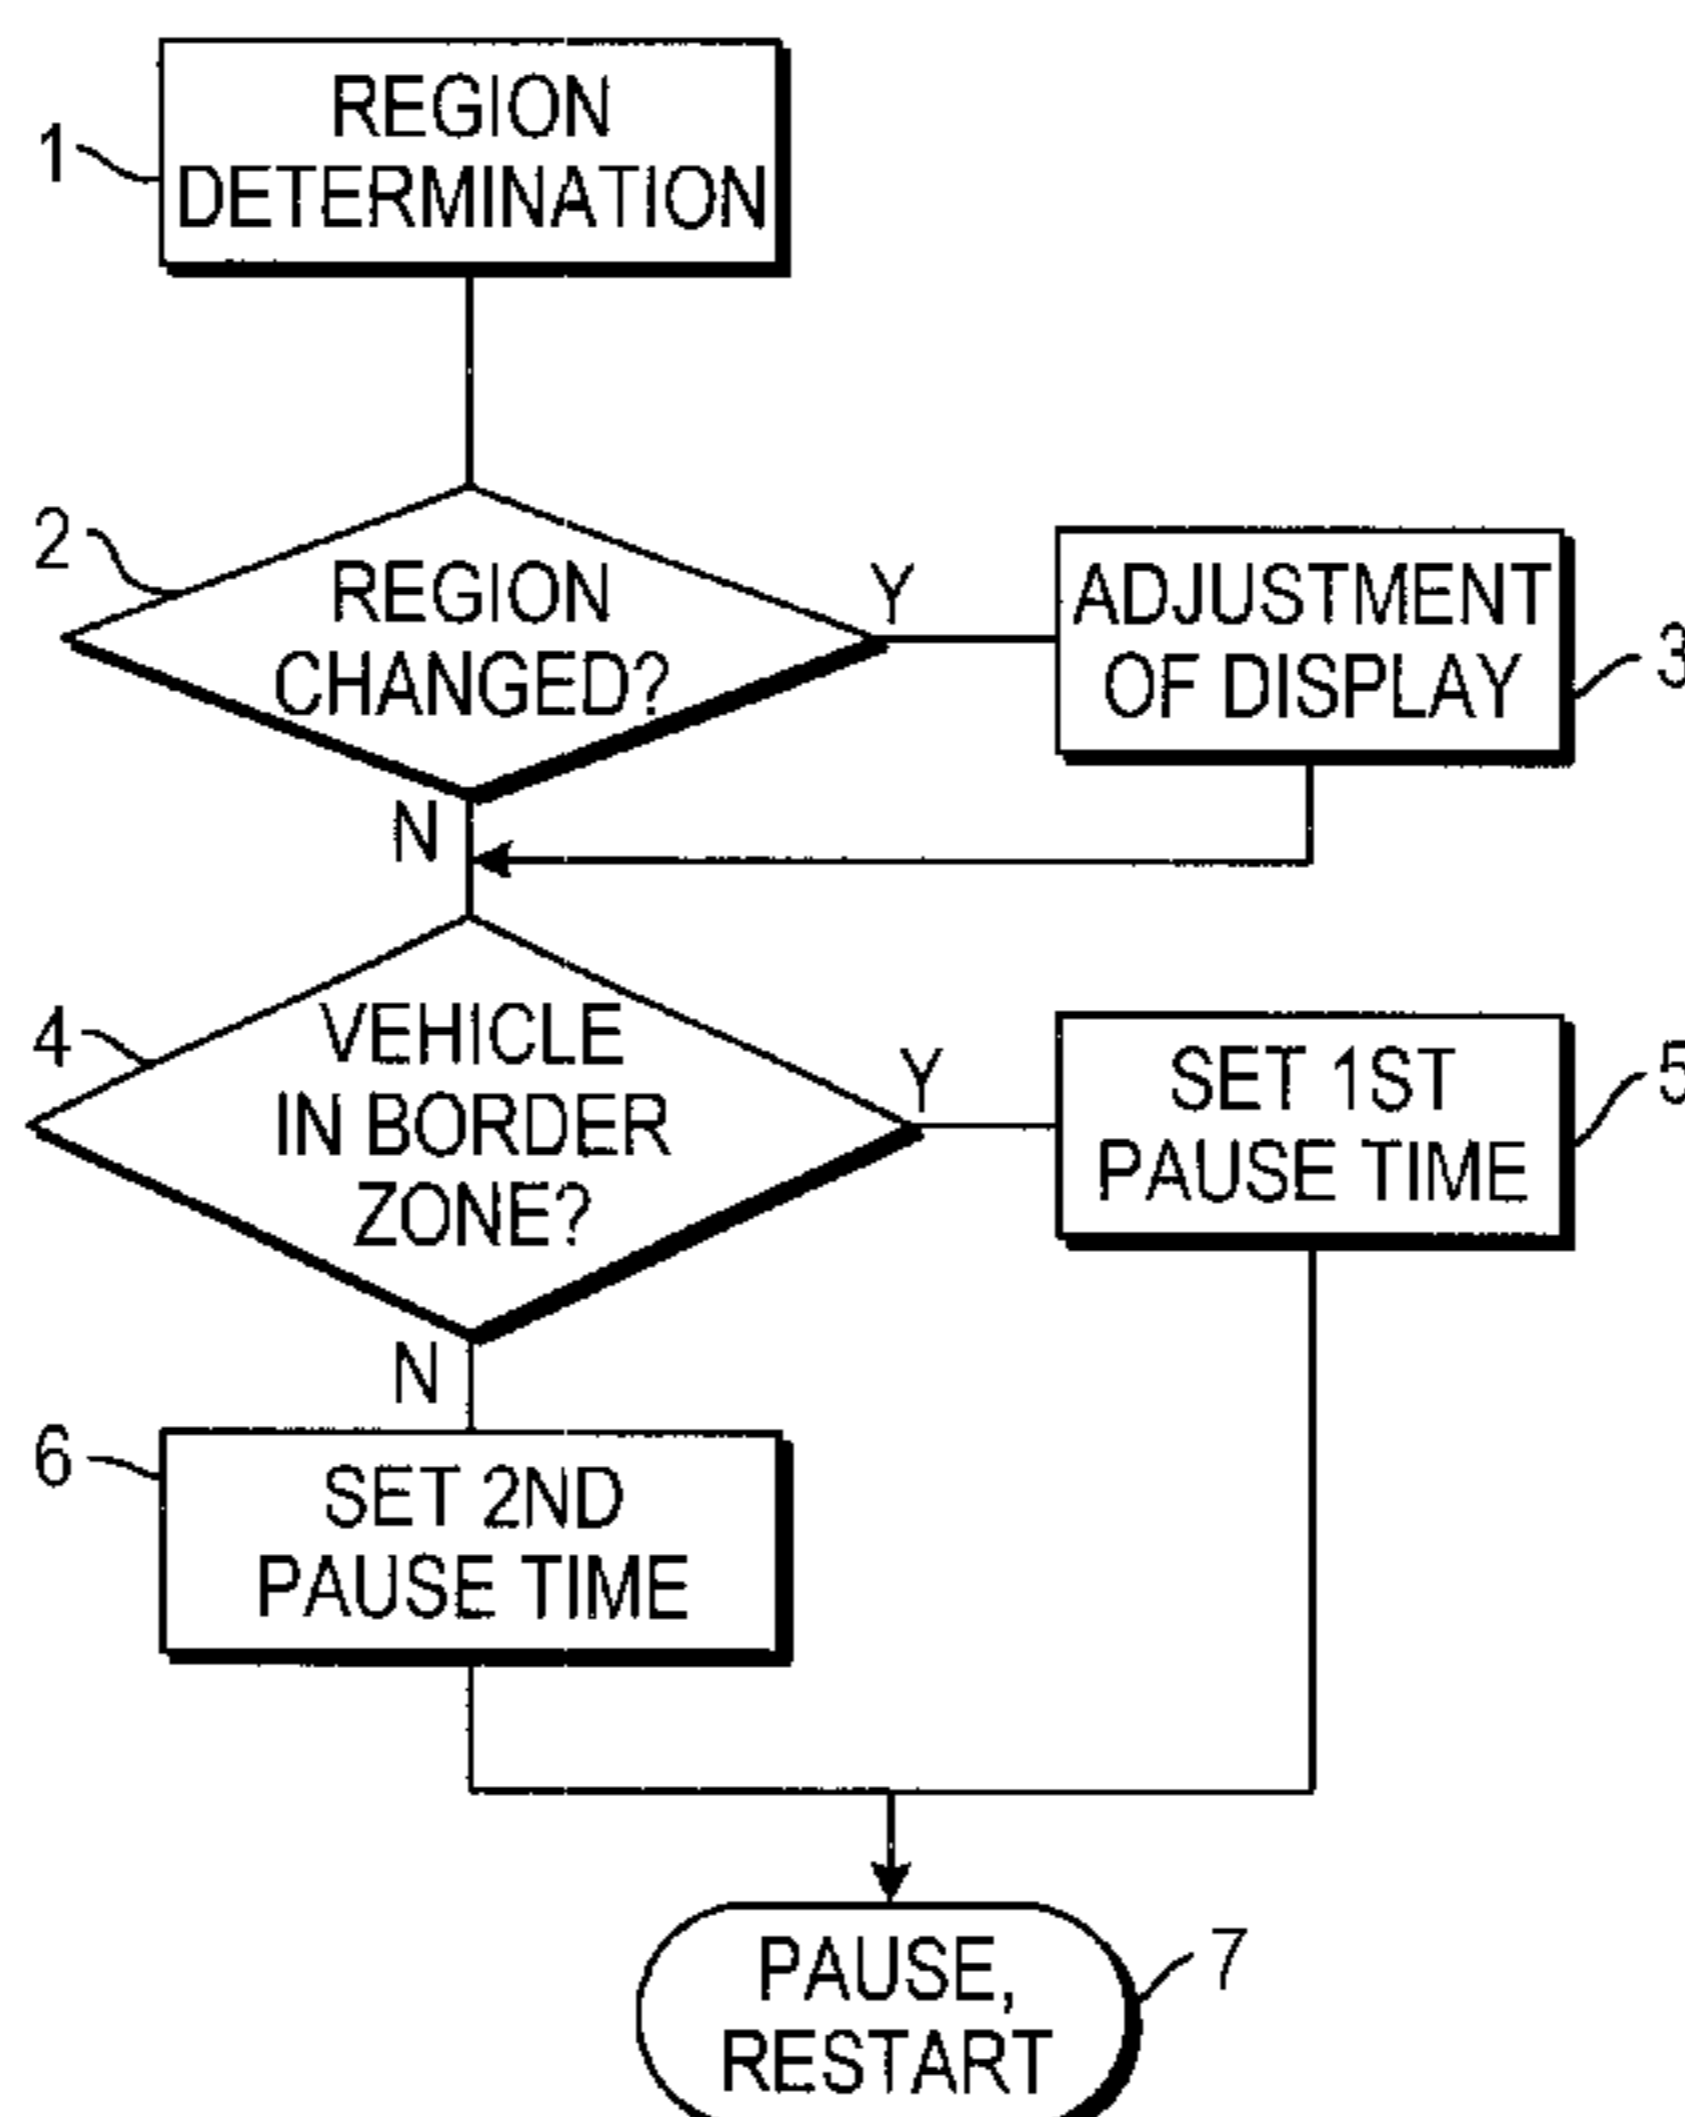 1
REGION
DETERMINATION
2
REGION
CHANGED?
Y
N
ADJUSTMENT
OF DISPLAY
3
4
VEHICLE
IN BORDER
ZONE?
Y
N
SET 1ST
PAUSE TIME
5
6
SET 2ND
PAUSE TIME
PAUSE,
RESTART
7